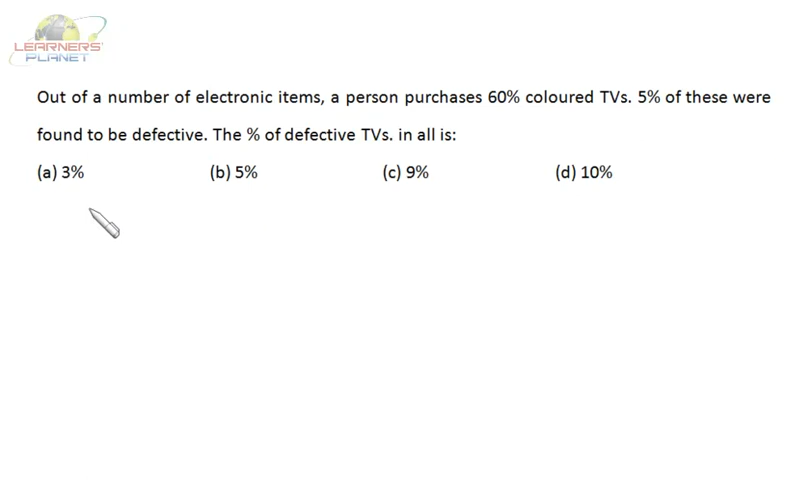 LEARNERS'
PLANET
Out of a number of electronic items, a person purchases 60% coloured TVs. 5% of these were
found to be defective. The % of defective TVs. in all is:
(a) 3% (b) 5% (c) 9% (d) 10%